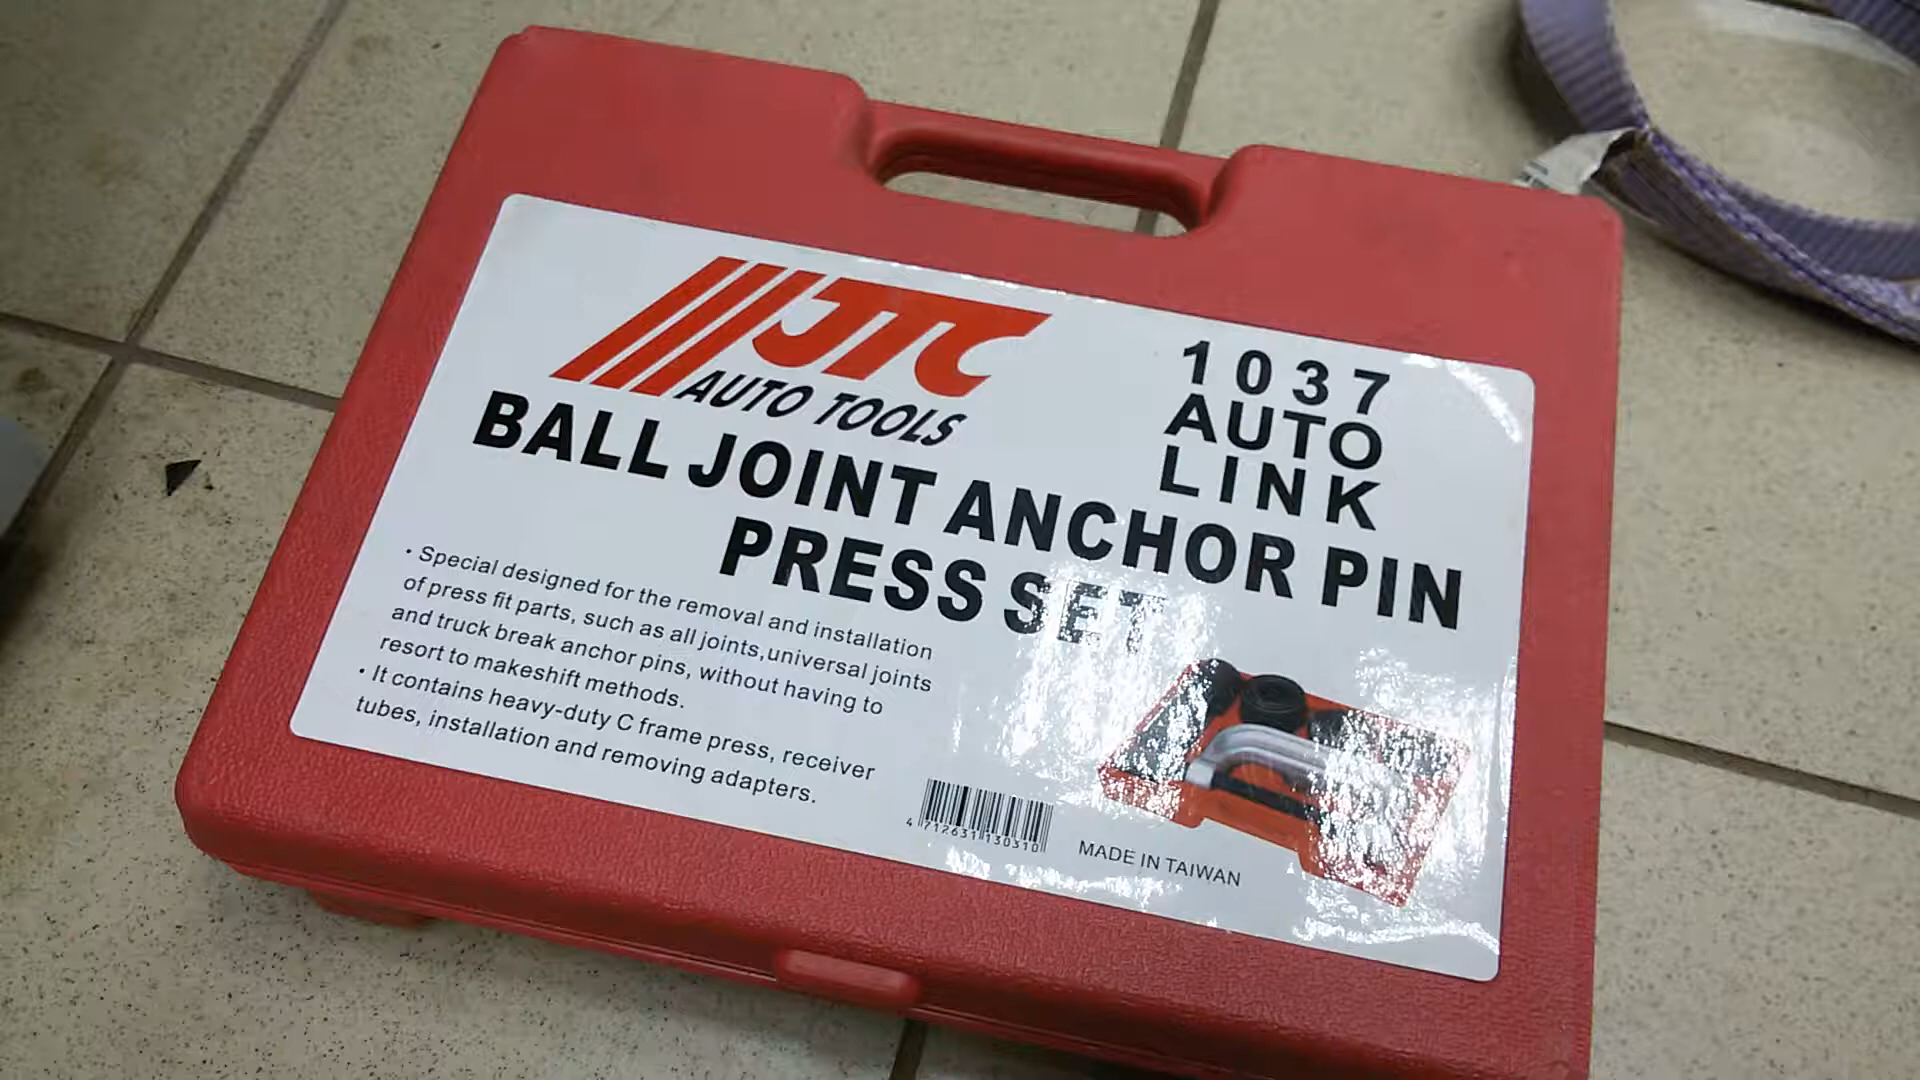 JTC
AUTO TOOLS
1037
AUTO
LINK
BALL JOINT ANCHOR PIN
PRESS SET
· Special designed for the removal and installation
of press fit parts, such as all joints,universal joints
and truck break anchor pins, without having to
resort to makeshift methods.
· It contains heavy-duty C frame press, receiver
tubes, installation and removing adapters.
4 712631 130310
MADE IN TAIWAN